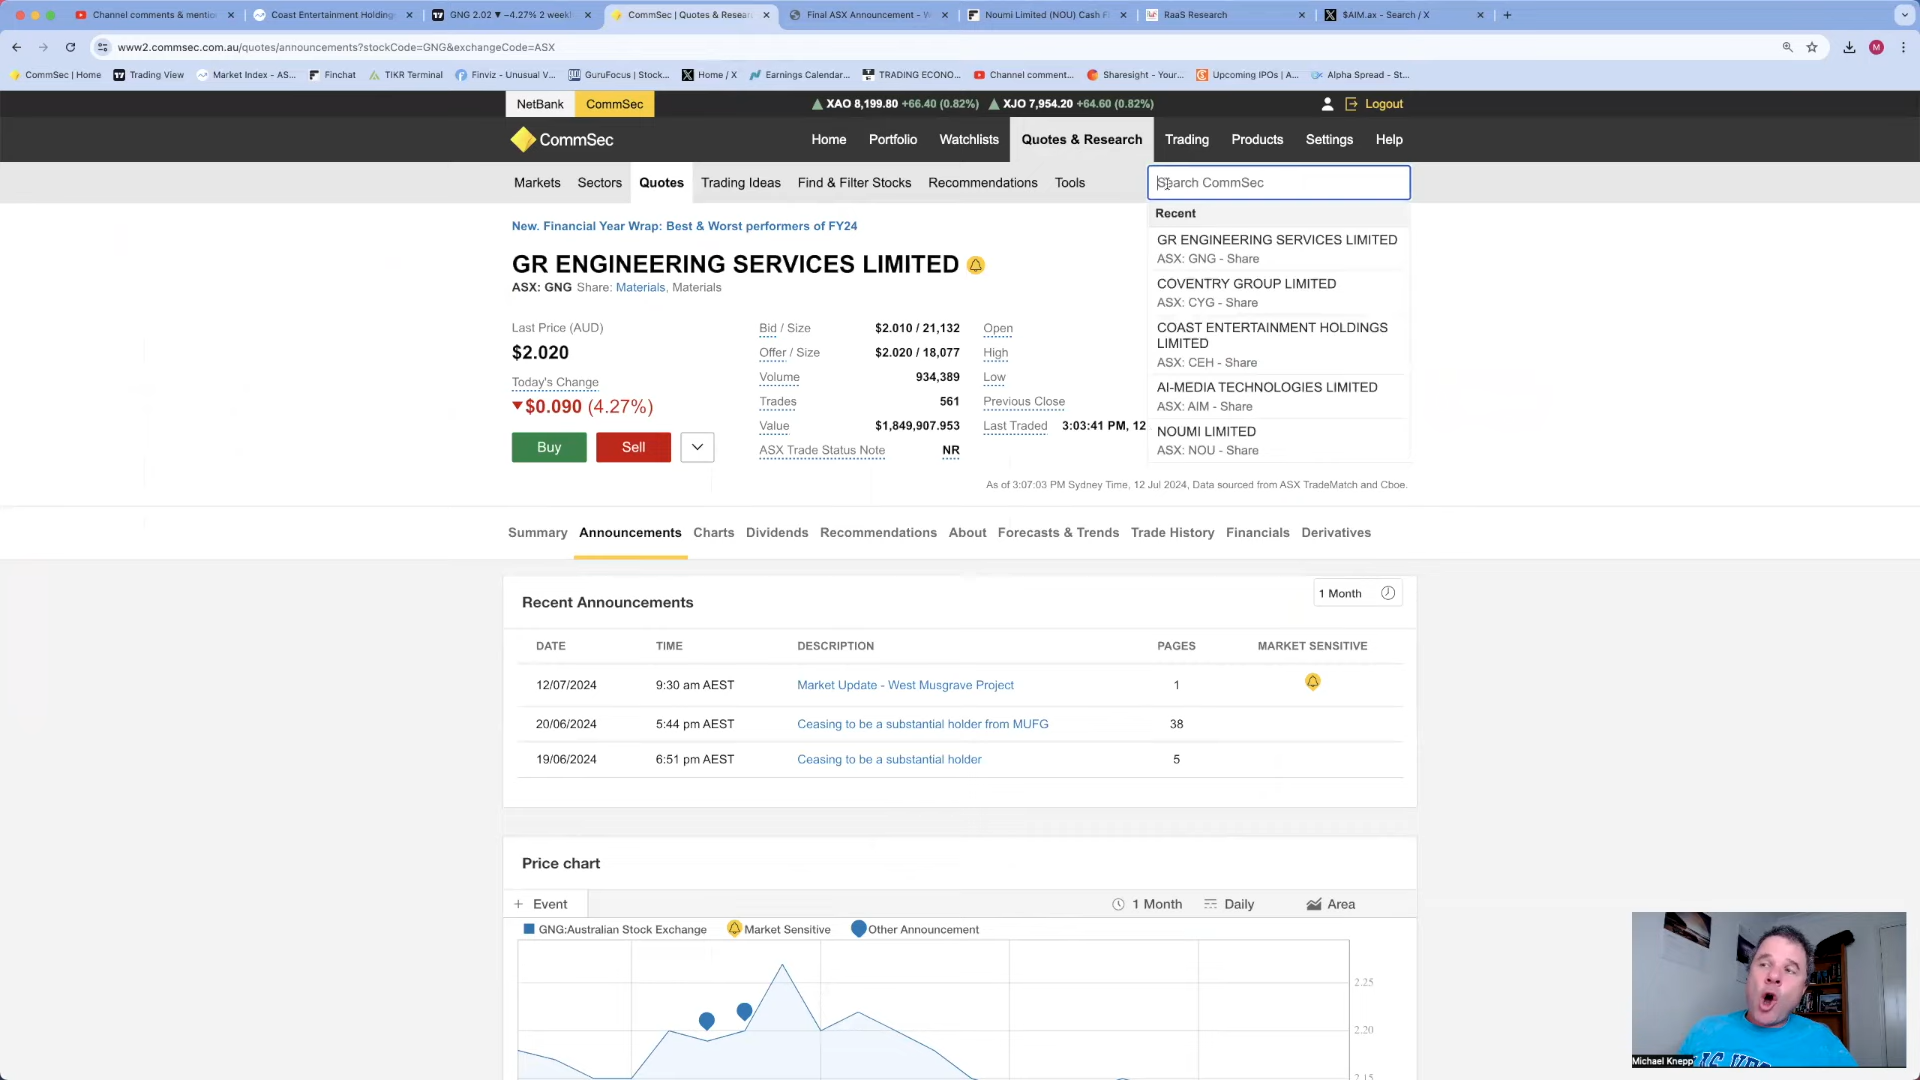 Channel comments & mentio
Coast Entertainment Holding
GNG 2.02 ▼ −4.27% 2 week
CommSec | Quotes & Resear
Final ASX Announcement - W
Noumi Limited (NOU) Cash F
RaaS Research
$AIM.ax - Search / X
www2.commsec.com.au/quotes/announcements?stockCode=GNG&exchangeCode=ASX
M
CommSec | Home
Trading View
Market Index - AS...
Finchat
TIKR Terminal
Finviz - Unusual V...
GuruFocus | Stock...
Home / X
Earnings Calendar...
TRADING ECONO...
Channel comment...
Sharesight - Your...
Upcoming IPOs | A...
Alpha Spread - St...
NetBank
CommSec
XAO 8,199.80 +66.40 (0.82%)
XJO 7,954.20 +64.60 (0.82%)
Logout
CommSec
Home
Portfolio
Watchlists
Quotes & Research
Trading
Products
Settings
Help
Markets
Sectors
Quotes
Trading Ideas
Find & Filter Stocks
Recommendations
Tools
Search CommSec
Recent
GR ENGINEERING SERVICES LIMITED
ASX: GNG - Share
COVENTRY GROUP LIMITED
ASX: CYG - Share
COAST ENTERTAINMENT HOLDINGS
LIMITED
ASX: CEH - Share
AI-MEDIA TECHNOLOGIES LIMITED
ASX: AIM - Share
NOUMI LIMITED
ASX: NOU - Share
New. Financial Year Wrap: Best & Worst performers of FY24
GR ENGINEERING SERVICES LIMITED
ASX: GNG Share: Materials, Materials
Last Price (AUD)
$2.020
Today's Change
▼$0.090 (4.27%)
Buy
Sell
Bid / Size $2.010 / 21,132
Offer / Size $2.020 / 18,077
Volume 934,389
Trades 561
Value $1,849,907.953
ASX Trade Status Note NR
Open
High
Low
Previous Close
Last Traded 3:03:41 PM, 12
As of 3:07:03 PM Sydney Time, 12 Jul 2024, Data sourced from ASX TradeMatch and Cboe.
Summary
Announcements
Charts
Dividends
Recommendations
About
Forecasts & Trends
Trade History
Financials
Derivatives
Recent Announcements
1 Month
DATE TIME DESCRIPTION PAGES MARKET SENSITIVE
12/07/2024 9:30 am AEST Market Update - West Musgrave Project 1
20/06/2024 5:44 pm AEST Ceasing to be a substantial holder from MUFG 38
19/06/2024 6:51 pm AEST Ceasing to be a substantial holder 5
Price chart
+ Event
1 Month
Daily
Area
GNG:Australian Stock Exchange
Market Sensitive
Other Announcement
2.25
2.20
2.15
Michael Knepp